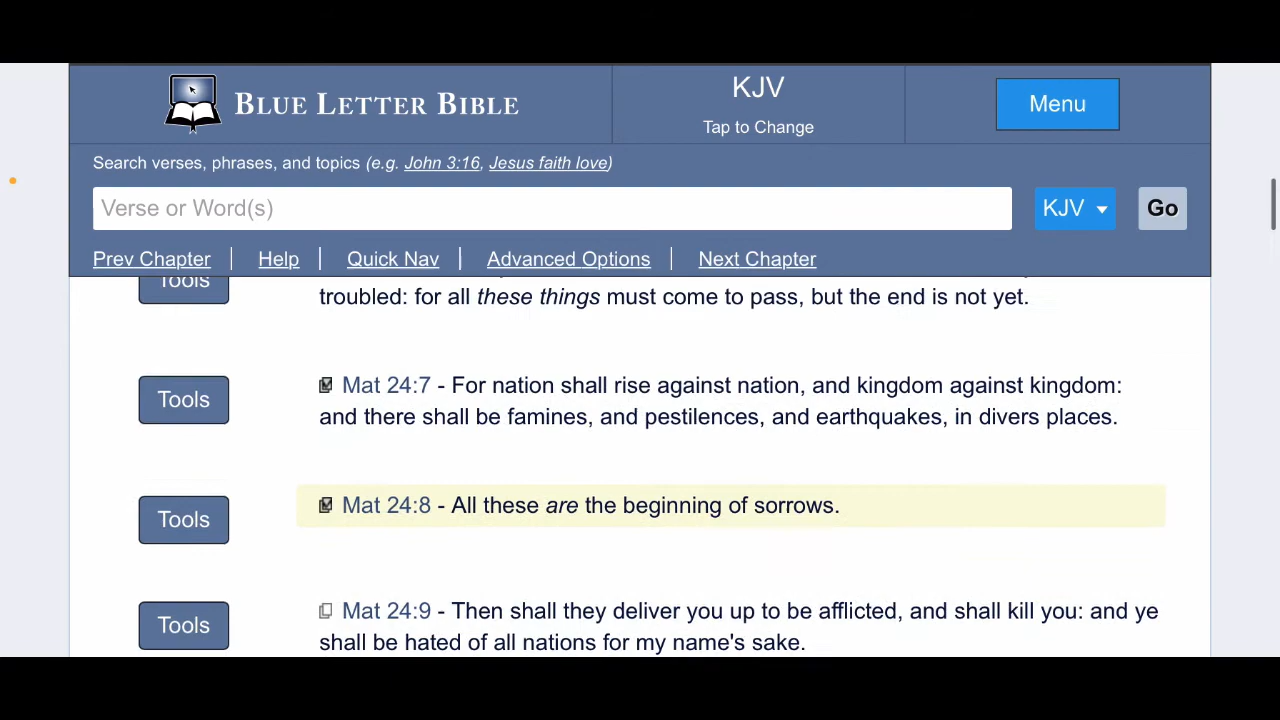 BLUE LETTER BIBLE
KJV
Tap to Change
Menu
Search verses, phrases, and topics (e.g. John 3:16, Jesus faith love)
Verse or Word(s)
KJV
Go
Prev Chapter
Help
Quick Nav
Advanced Options
Next Chapter
Tools
troubled: for all these things must come to pass, but the end is not yet.
Tools
Mat 24:7 - For nation shall rise against nation, and kingdom against kingdom:
and there shall be famines, and pestilences, and earthquakes, in divers places.
Tools
Mat 24:8 - All these are the beginning of sorrows.
Tools
Mat 24:9 - Then shall they deliver you up to be afflicted, and shall kill you: and ye
shall be hated of all nations for my name's sake.